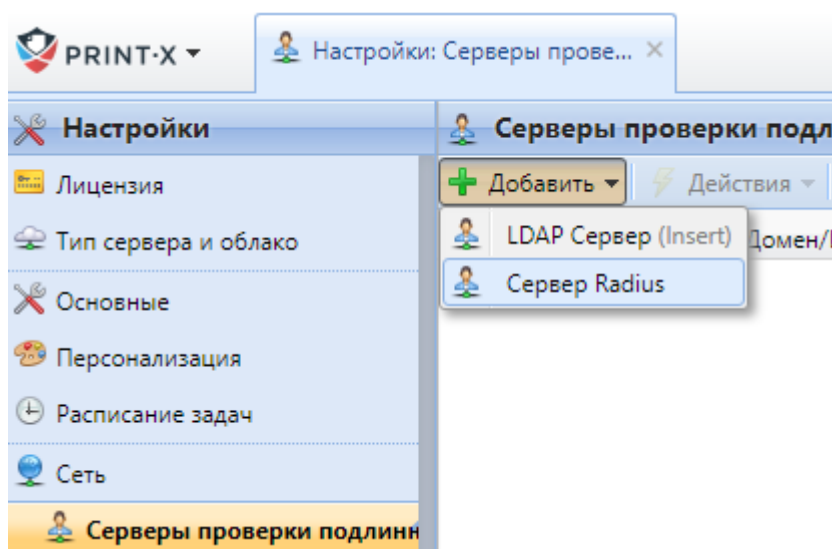 PRINT·X
Настройки: Серверы прове...
Настройки
Серверы проверки подл
Лицензия
Добавить
Действия
Тип сервера и облако
LDAP Сервер (Insert)
Домен/
Основные
Сервер Radius
Персонализация
Расписание задач
Сеть
Серверы проверки подлинн